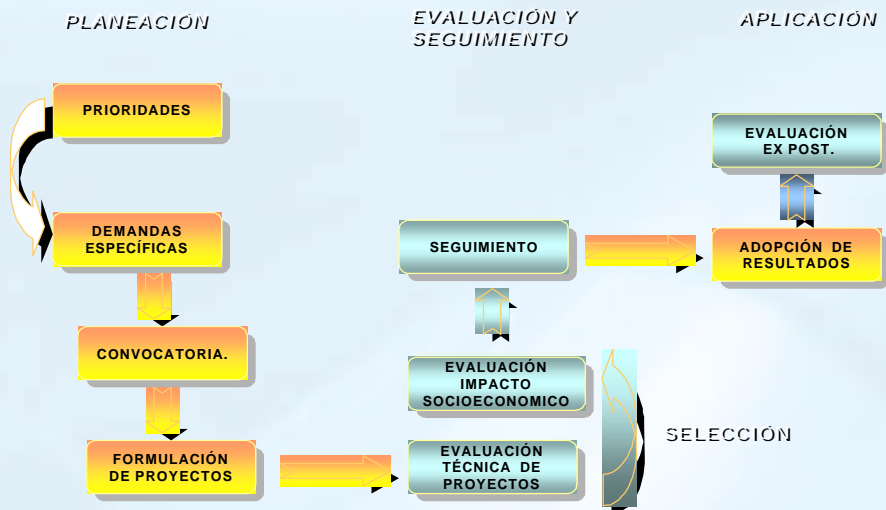 PLANEACIÓN
PRIORIDADES
DEMANDAS
ESPECÍFICAS
CONVOCATORIA.
FORMULACIÓN
DE PROYECTOS
EVALUACIÓN Y
SEGUIMIENTO
SEGUIMIENTO
EVALUACIÓN
IMPACTO
SOCIOECONOMICO
EVALUACIÓN
TÉCNICA DE
PROYECTOS
SELECCIÓN
APLICACIÓN
EVALUACIÓN
EX POST.
ADOPCIÓN DE
RESULTADOS